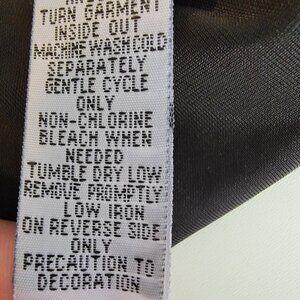 TURN GARMENT
INSIDE OUT
MACHINE WASH COLD
SEPARATELY
GENTLE CYCLE
ONLY
NON-CHLORINE
BLEACH WHEN
NEEDED
TUMBLE DRY LOW
REMOVE PROMPTLY
LOW IRON
ON REVERSE SIDE
ONLY
PRECAUTION TO
DECORATION